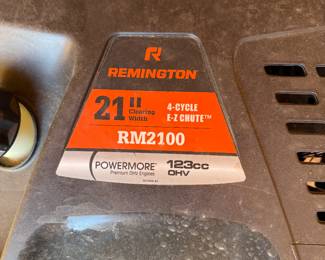 REMINGTON
21" Clearing Width
4-CYCLE
E-Z CHUTE™
RM2100
POWERMORE® 123cc
Premium OHV Engines OHV